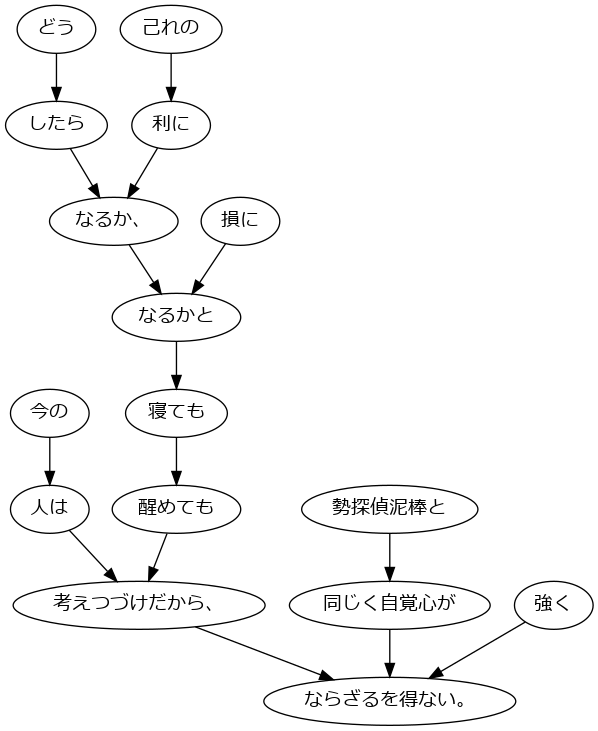 どう
己れの
したら
利に
なるか、
損に
なるかと
今の
寝ても
人は
醒めても
勢探偵泥棒と
考えつづけだから、
同じく自覚心が
強く
ならざるを得ない。